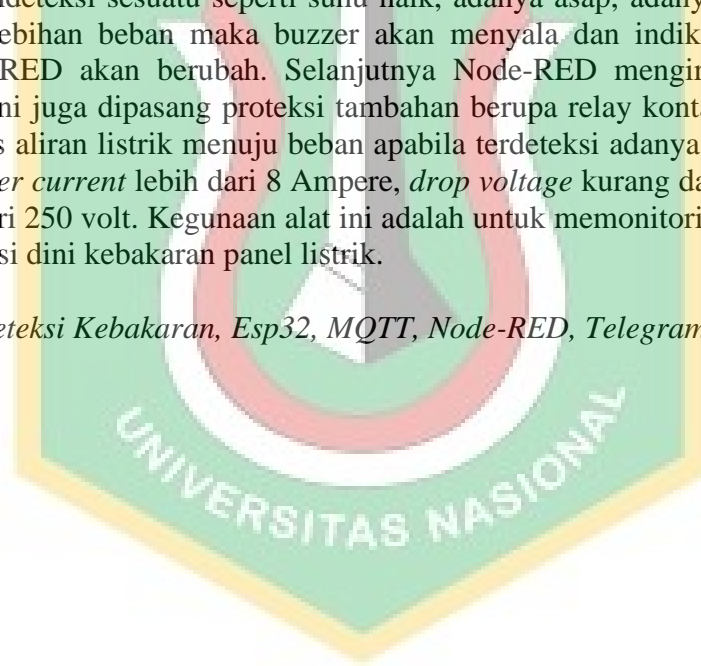 ndeteksi sesuatu seperti suhu naik, adanya asap, adany
ebihan beban maka buzzer akan menyala dan indik
RED akan berubah. Selanjutnya Node-RED mengir
ni juga dipasang proteksi tambahan berupa relay konta
s aliran listrik menuju beban apabila terdeteksi adanya
er current lebih dari 8 Ampere, drop voltage kurang da
ri 250 volt. Kegunaan alat ini adalah untuk memonitori
si dini kebakaran panel listrik.
eteksi Kebakaran, Esp32, MQTT, Node-RED, Telegram
UNIVERSITAS NASIONAL